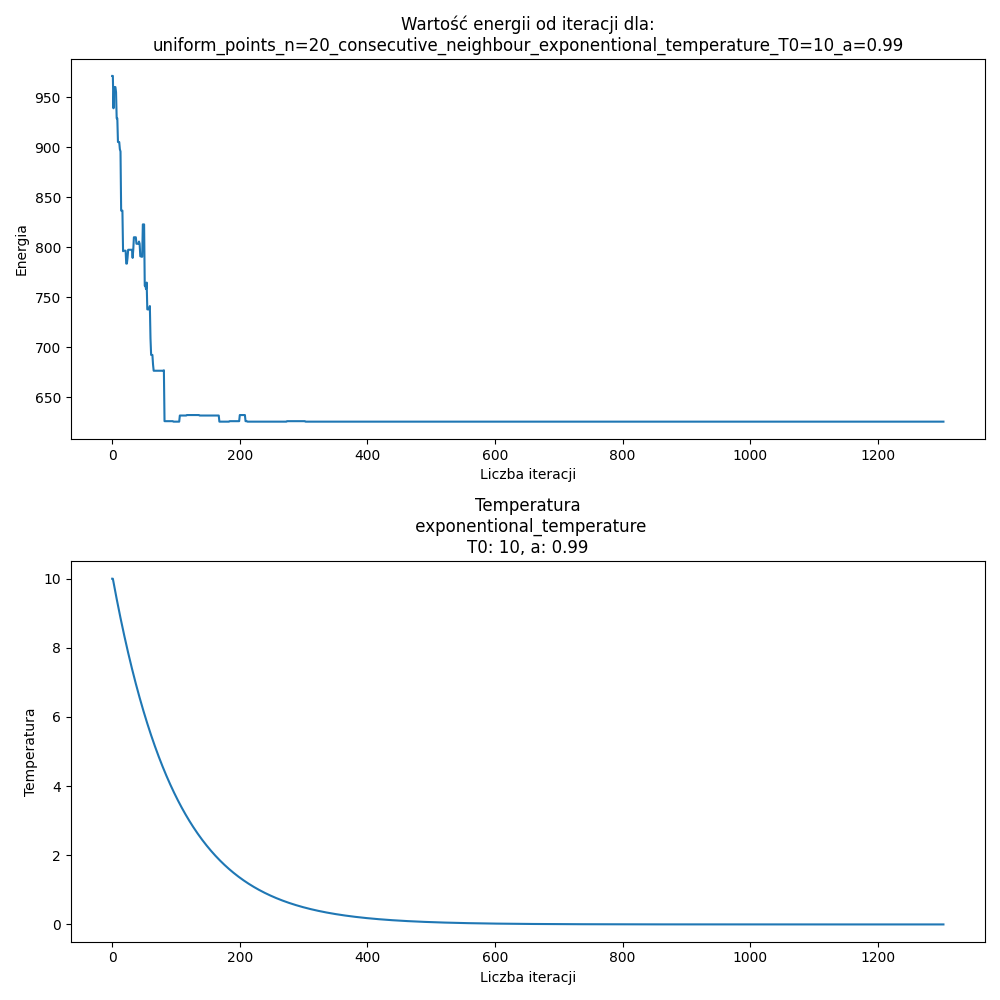 Wartość energii od iteracji dla:
uniform_points_n=20_consecutive_neighbour_exponentional_temperature_T0=10_a=0.99
950
900
850
800
750
700
650
Energia
0 200 400 600 800 1000 1200
Liczba iteracji
Temperatura
exponentional_temperature
T0: 10, a: 0.99
10
8
6
4
2
0
Temperatura
0 200 400 600 800 1000 1200
Liczba iteracji